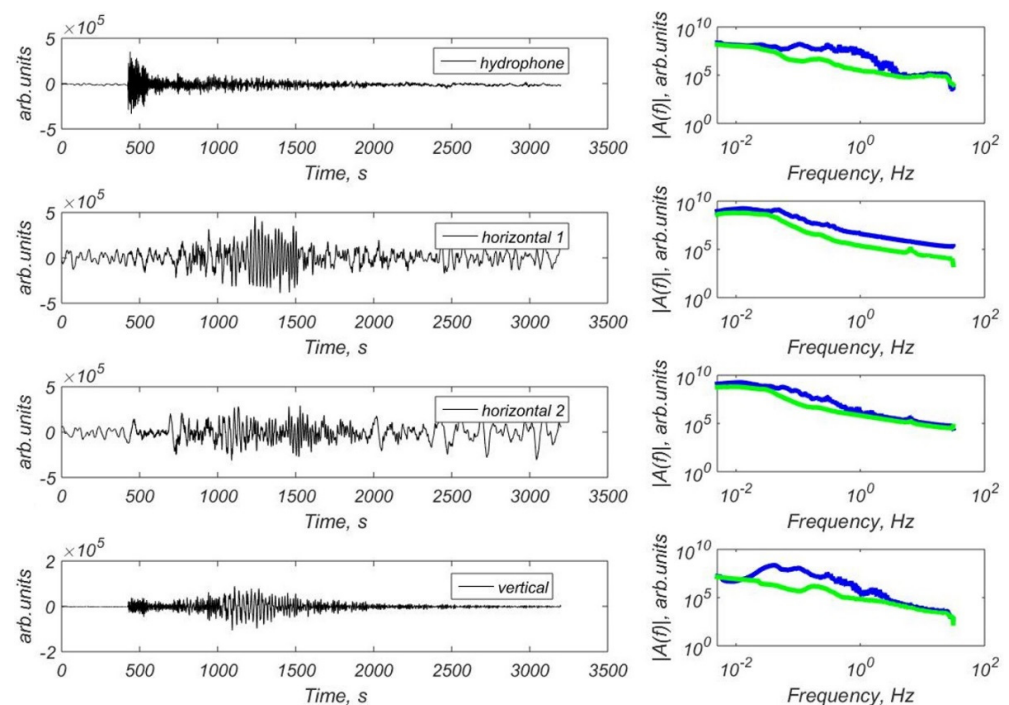 ×10⁵
5
0
-5
arb.units
hydrophone
0 500 1000 1500 2000 2500 3000 3500
Time, s
10¹⁰
10⁵
10⁰
|A(f)|, arb.units
10⁻² 10⁰ 10²
Frequency, Hz
×10⁵
5
0
-5
arb.units
horizontal 1
0 500 1000 1500 2000 2500 3000 3500
Time, s
10¹⁰
10⁵
10⁰
|A(f)|, arb.units
10⁻² 10⁰ 10²
Frequency, Hz
×10⁵
5
0
-5
arb.units
horizontal 2
0 500 1000 1500 2000 2500 3000 3500
Time, s
10¹⁰
10⁵
10⁰
|A(f)|, arb.units
10⁻² 10⁰ 10²
Frequency, Hz
×10⁵
2
0
-2
arb.units
vertical
0 500 1000 1500 2000 2500 3000 3500
Time, s
10¹⁰
10⁵
10⁰
|A(f)|, arb.units
10⁻² 10⁰ 10²
Frequency, Hz